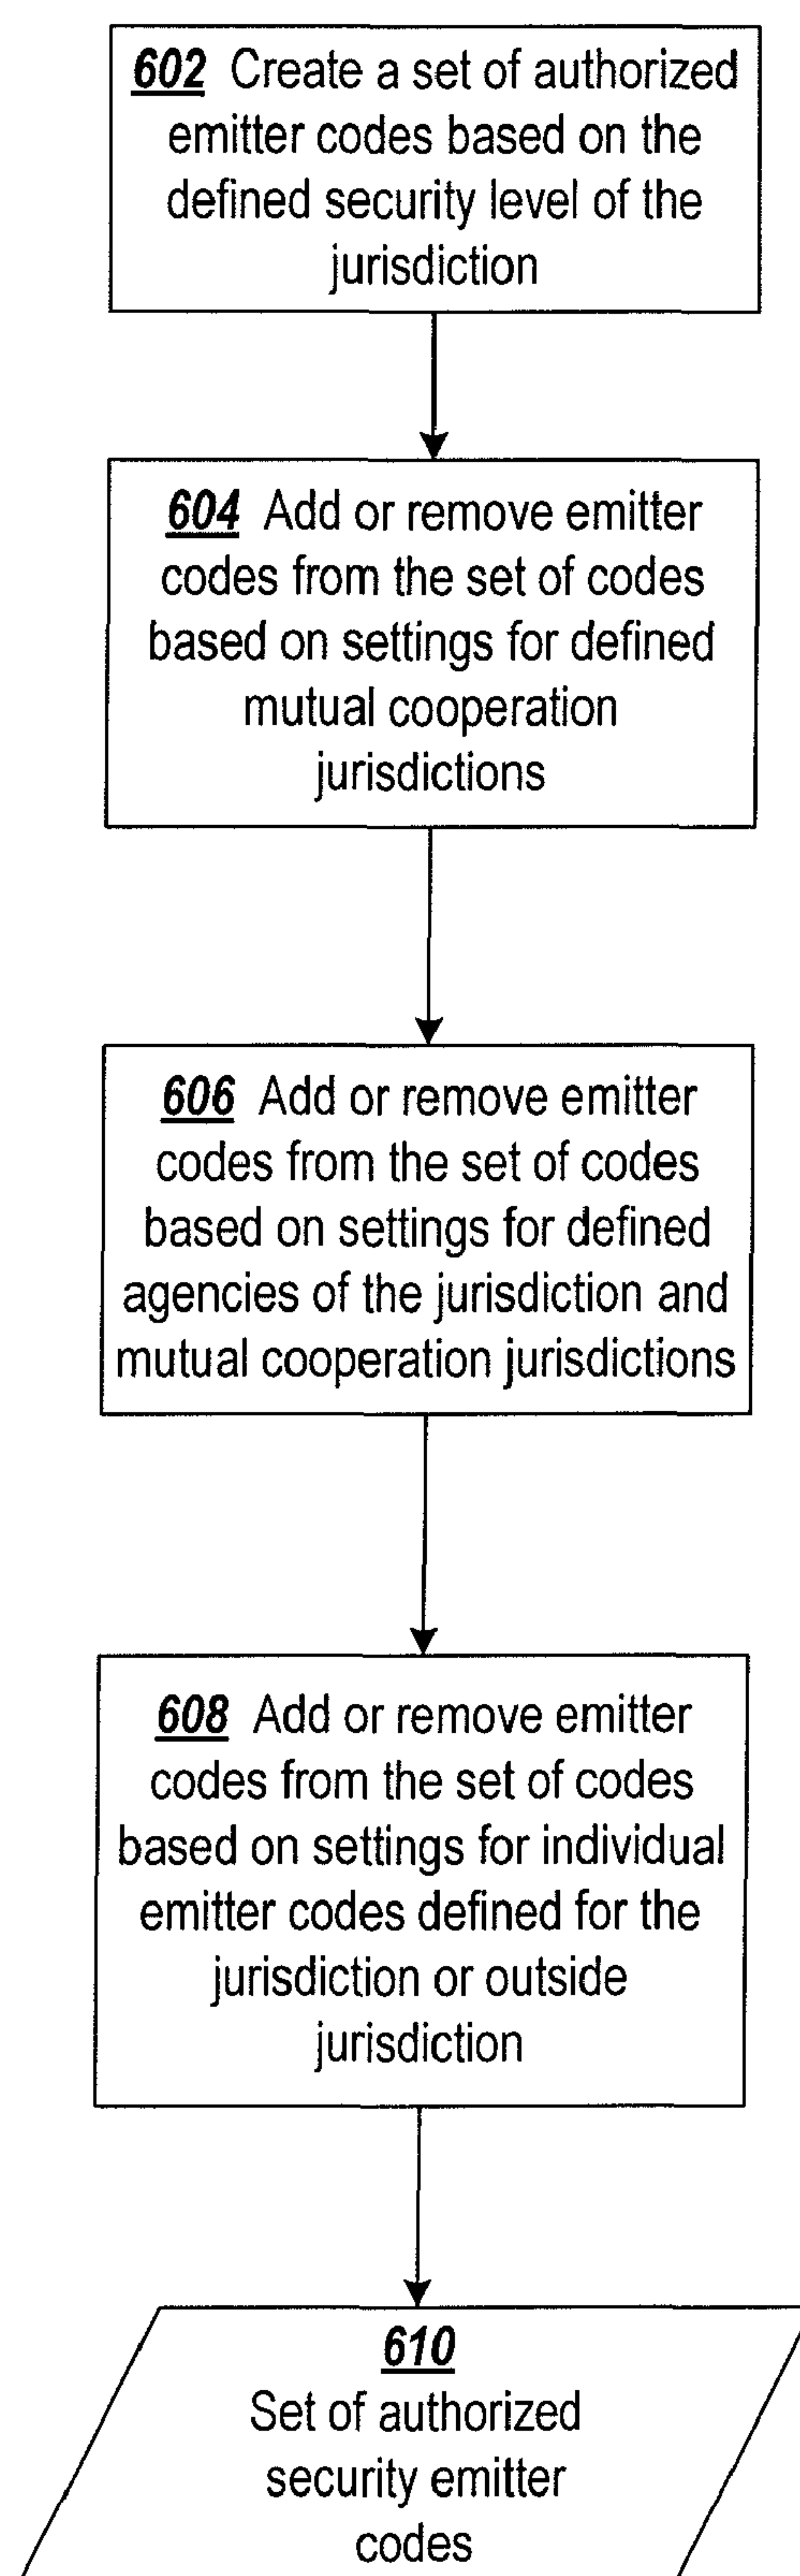 602 Create a set of authorized
emitter codes based on the
defined security level of the
jurisdiction
604 Add or remove emitter
codes from the set of codes
based on settings for defined
mutual cooperation
jurisdictions
606 Add or remove emitter
codes from the set of codes
based on settings for defined
agencies of the jurisdiction and
mutual cooperation jurisdictions
608 Add or remove emitter
codes from the set of codes
based on settings for individual
emitter codes defined for the
jurisdiction or outside
jurisdiction
610
Set of authorized
security emitter
codes